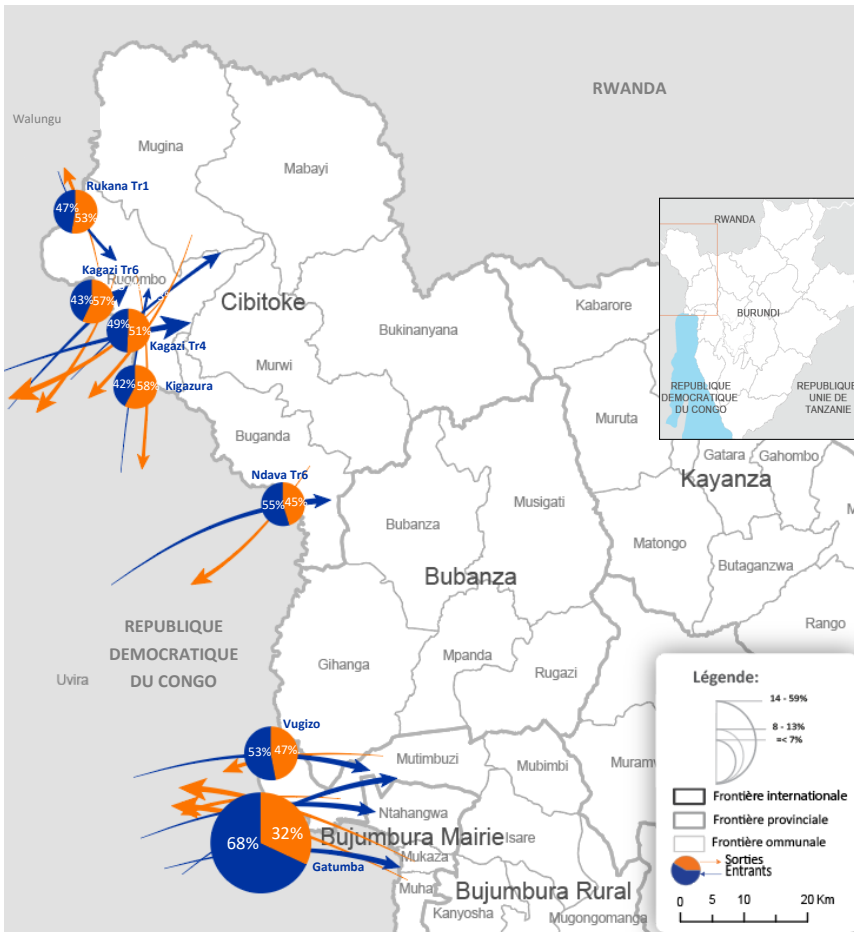 RWANDA
Walungu
Mugina
Mabayi
Rukana Tr1
47%
53%
Kagazi Tr6
Rugombo
43%
57%
Cibitoke
49%
51%
Kagazi Tr4
Kabarore
Bukinanyana
Murwi
42%
58%
Kigazura
Muruta
Buganda
Ndava Tr6
55%
45%
Gatara
Gahombo
Kayanza
Musigati
Bubanza
Matongo
Butaganzwa
Bubanza
REPUBLIQUE
DEMOCRATIQUE
DU CONGO
Uvira
Gihanga
Mpanda
Rugazi
Rango
Vugizo
53%
47%
Mutimbuzi
Mubimbi
Muramv
Ntahangwa
68%
32%
Bujumbura Mairie
Isare
Mukaza
Gatumba
Muha
Bujumbura Rural
Kanyosha
Mugongomanga
RWANDA
BURUNDI
REPUBLIQUE
DEMOCRATIQUE
DU CONGO
REPUBLIQUE
UNIE DE
TANZANIE
Légende:
14 - 59%
8 - 13%
=< 7%
Frontière internationale
Frontière provinciale
Frontière ommunale
Sorties
Entrants
0 5 10 20 Km